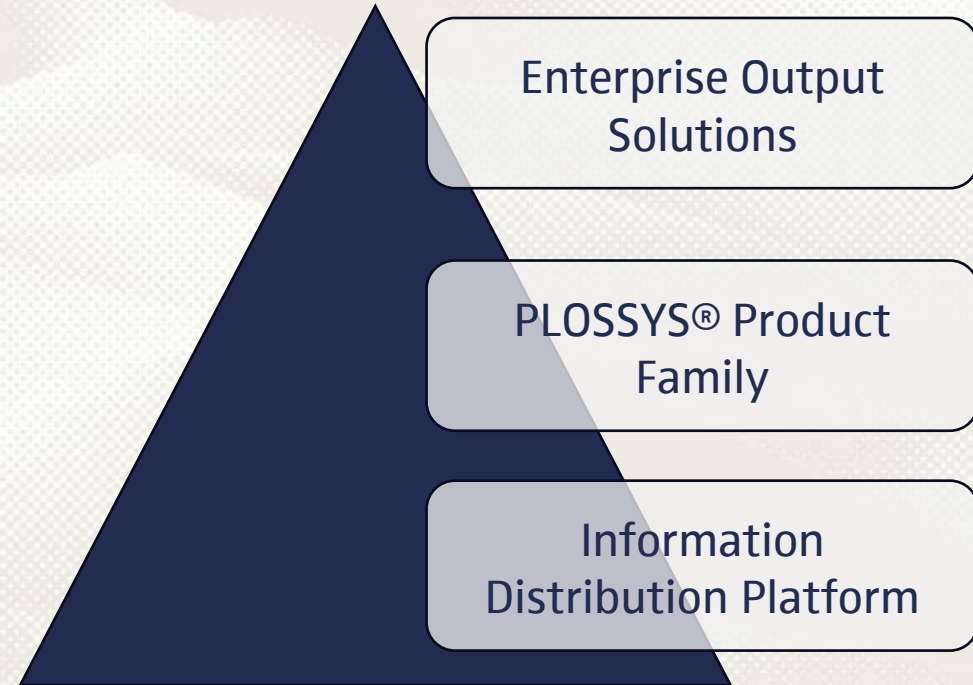 Enterprise Output
Solutions
PLOSSYS® Product
Family
Information
Distribution Platform